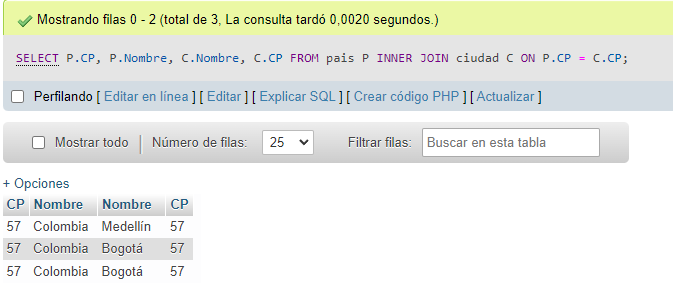 Mostrando filas 0 - 2 (total de 3, La consulta tardó 0,0020 segundos.)
SELECT P.CP, P.Nombre, C.Nombre, C.CP FROM pais P INNER JOIN ciudad C ON P.CP = C.CP;
Perfilando [ Editar en línea ] [ Editar ] [ Explicar SQL ] [ Crear código PHP ] [ Actualizar ]
Mostrar todo | Número de filas: 25 Filtrar filas: Buscar en esta tabla
+ Opciones
CP Nombre Nombre CP
57 Colombia Medellín 57
57 Colombia Bogotá 57
57 Colombia Bogotá 57